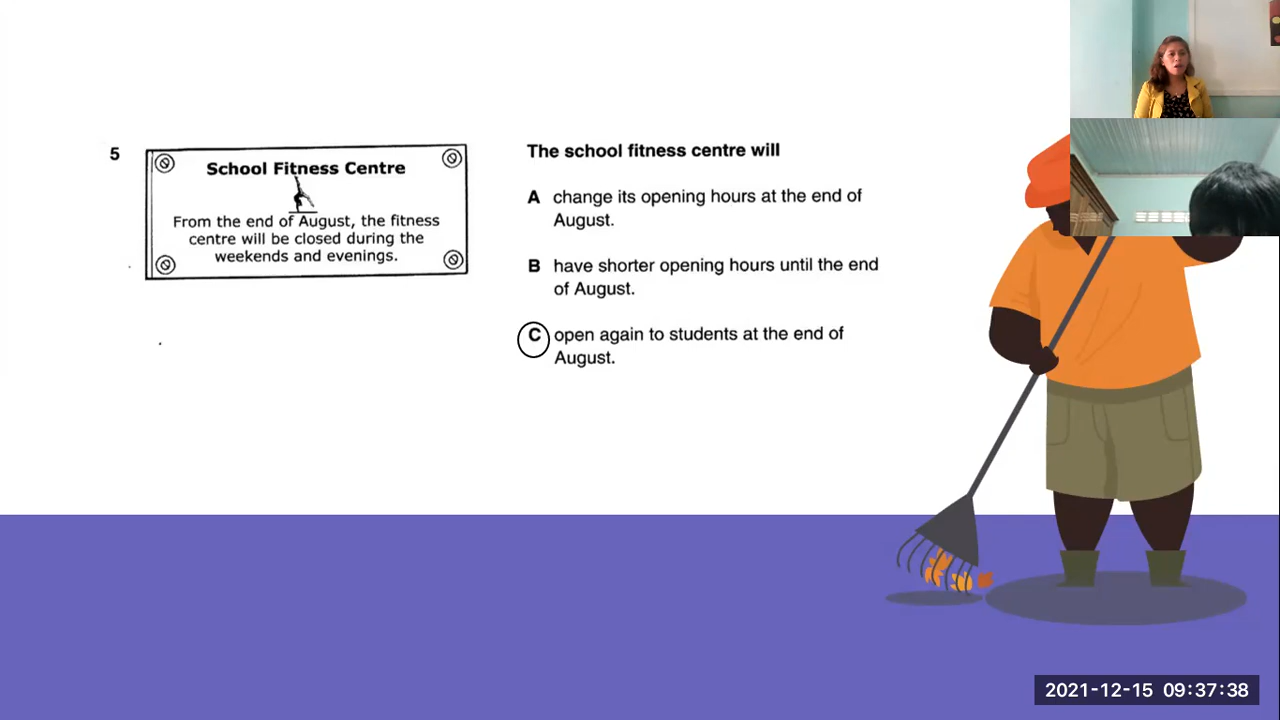 5
School Fitness Centre
From the end of August, the fitness
centre will be closed during the
weekends and evenings.
The school fitness centre will
A change its opening hours at the end of
August.
B have shorter opening hours until the end
of August.
C open again to students at the end of
August.
2021-12-15 09:37:38